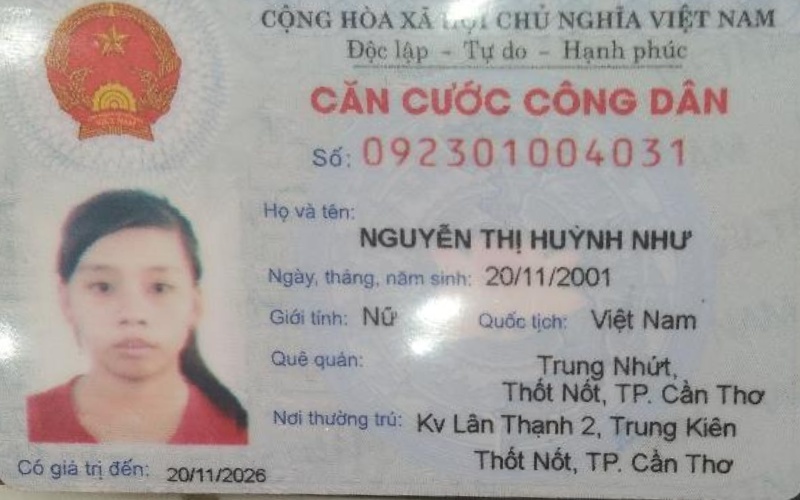 CỘNG HÒA XÃ HỘI CHỦ NGHĨA VIỆT NAM
Độc lập - Tự do - Hạnh phúc
CĂN CƯỚC CÔNG DÂN
Số: 092301004031
Họ và tên:
NGUYỄN THỊ HUỲNH NHƯ
Ngày, tháng, năm sinh: 20/11/2001
Giới tính: Nữ Quốc tịch: Việt Nam
Quê quán: Trung Nhứt,
Thốt Nốt, TP. Cần Thơ
Nơi thường trú: Kv Lân Thạnh 2, Trung Kiên
Thốt Nốt, TP. Cần Thơ
Có giá trị đến: 20/11/2026